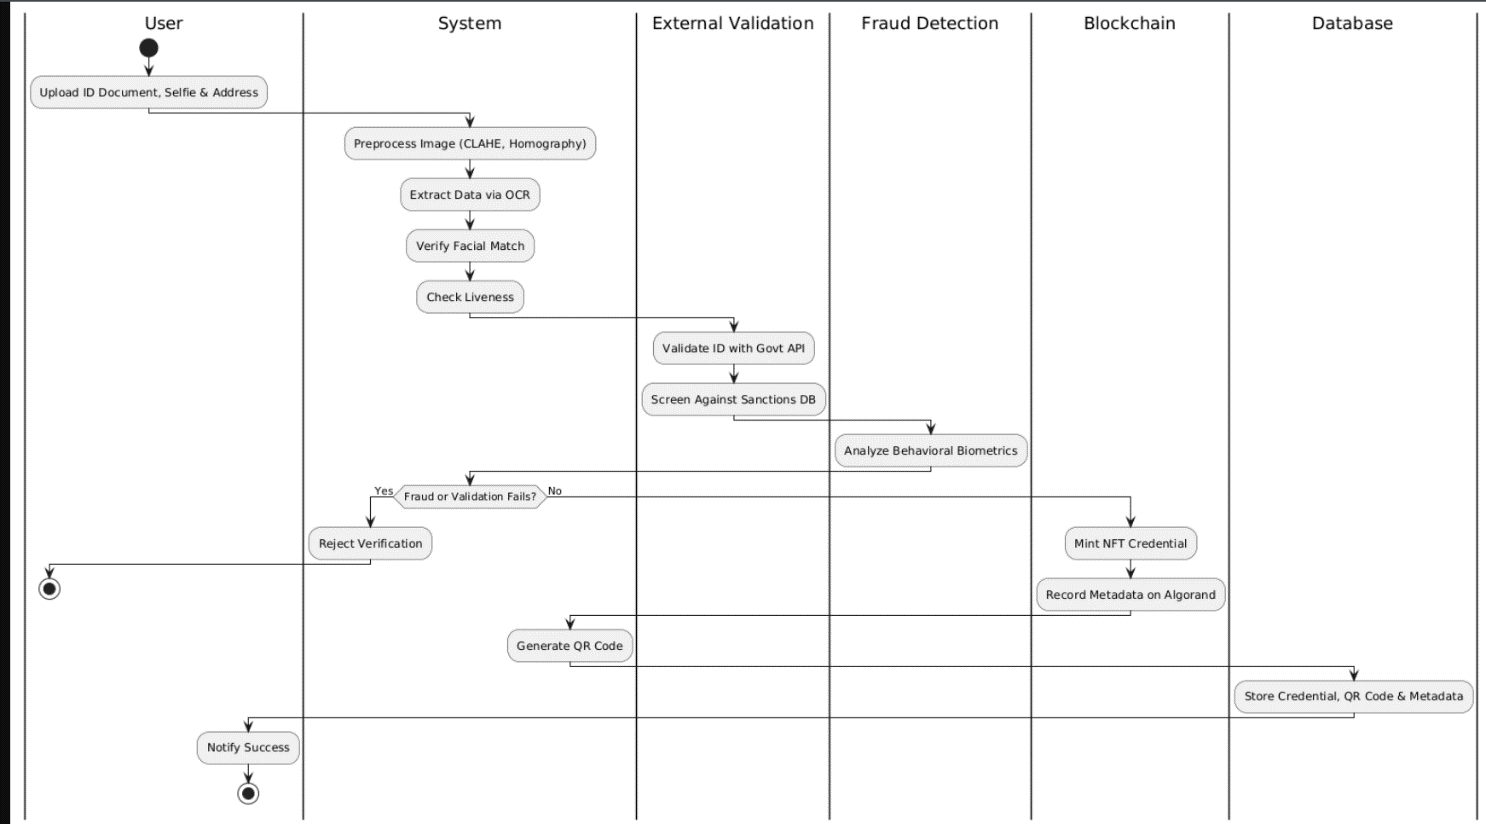 User
System
External Validation
Fraud Detection
Blockchain
Database
Upload ID Document, Selfie & Address
Preprocess Image (CLAHE, Homography)
Extract Data via OCR
Verify Facial Match
Check Liveness
Validate ID with Govt API
Screen Against Sanctions DB
Analyze Behavioral Biometrics
Yes
Fraud or Validation Fails?
No
Reject Verification
Mint NFT Credential
Record Metadata on Algorand
Generate QR Code
Store Credential, QR Code & Metadata
Notify Success